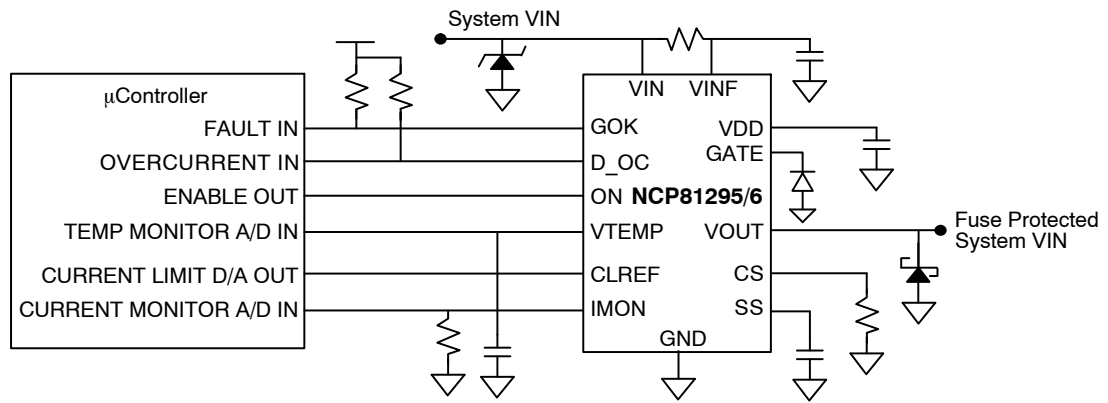 System VIN
μController
FAULT IN
OVERCURRENT IN
ENABLE OUT
TEMP MONITOR A/D IN
CURRENT LIMIT D/A OUT
CURRENT MONITOR A/D IN
VIN VINF
GOK
D_OC
ON NCP81295/6
VTEMP
CLREF
IMON
VDD
GATE
VOUT
CS
SS
GND
Fuse Protected
System VIN